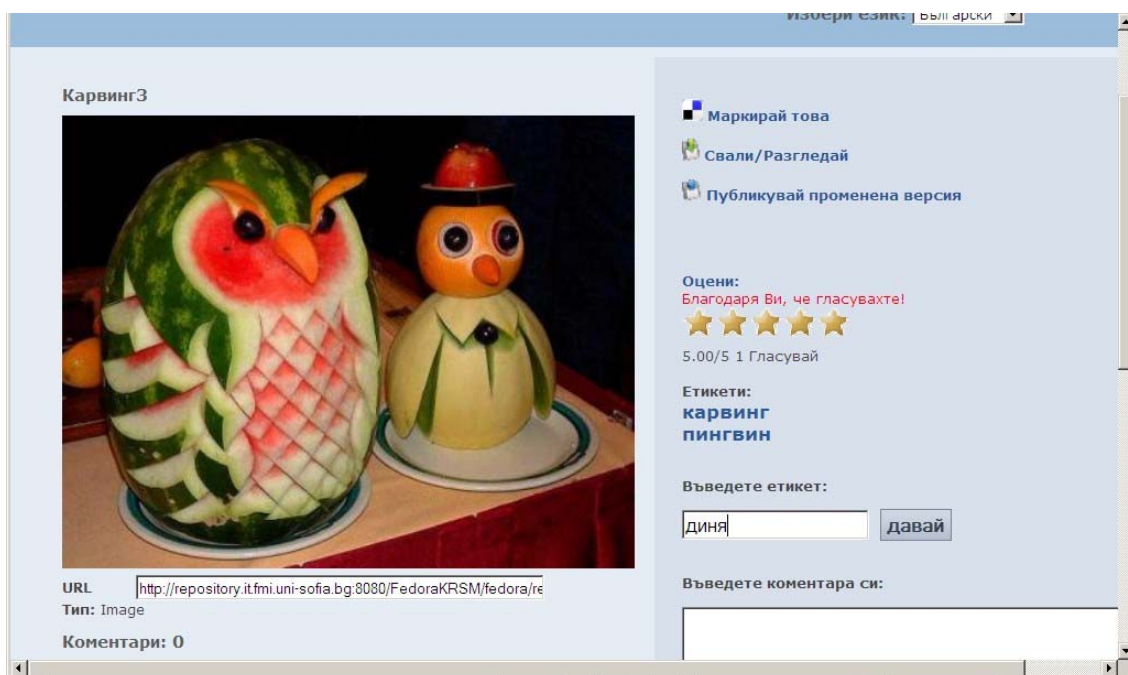 Избери език: Български
Карвинг3
Маркирай това
Свали/Разгледай
Публикувай променена версия
Оцени:
Благодаря Ви, че гласувахте!
5.00/5 1 Гласувай
Етикети:
карвинг
пингвин
Въведете етикет:
диня давай
Въведете коментара си:
URL http://repository.it.fmi.uni-sofia.bg:8080/FedoraKRSM/fedora/re
Тип: Image
Коментари: 0